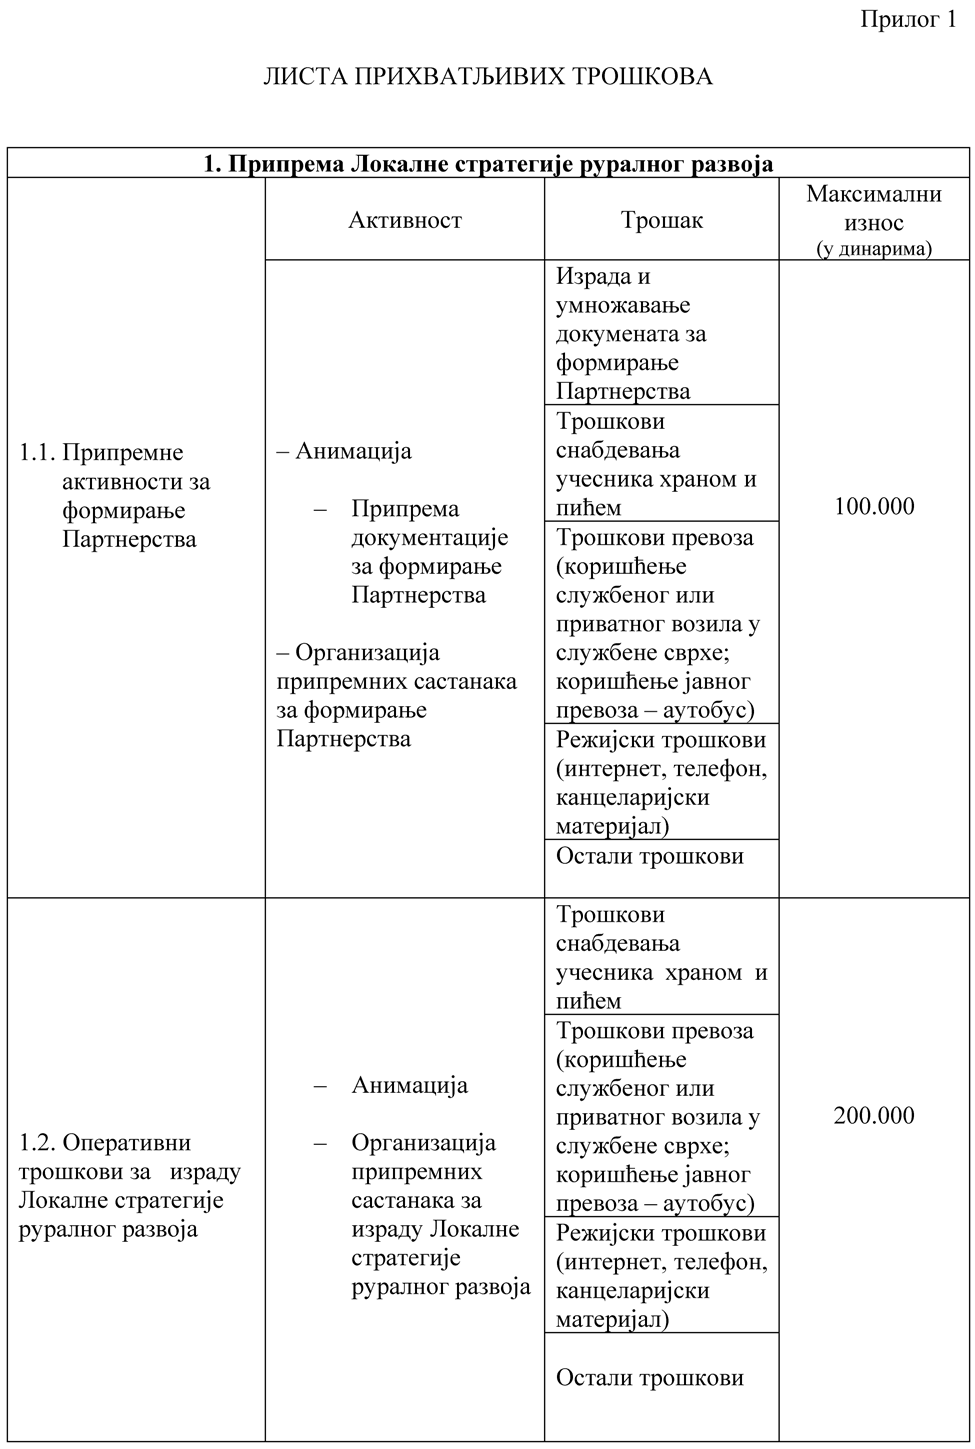 Прилог 1
ЛИСТА ПРИХВАТЉИВИХ ТРОШКОВА
1. Припрема Локалне стратегије руралног развоја
Активност
Трошак
Максимални
износ
(у динарима)
1.1. Припремне
активности за
формирање
Партнерства
– Анимација
– Припрема
документације
за формирање
Партнерства
– Организација
припремних састанака
за формирање
Партнерства
Израда и
умножавање
докумената за
формирање
Партнерства
Трошкови
снабдевања
учесника храном и
пићем
Трошкови превоза
(коришћење
службеног или
приватног возила у
службене сврхе;
коришћење јавног
превоза – аутобус)
Режијски трошкови
(интернет, телефон,
канцеларијски
материјал)
Остали трошкови
100.000
1.2. Оперативни
трошкови за израду
Локалне стратегије
руралног развоја
– Анимација
– Организација
припремних
састанака за
израду Локалне
стратегије
руралног развоја
Трошкови
снабдевања
учесника храном и
пићем
Трошкови превоза
(коришћење
службеног или
приватног возила у
службене сврхе;
коришћење јавног
превоза – аутобус)
Режијски трошкови
(интернет, телефон,
канцеларијски
материјал)
Остали трошкови
200.000